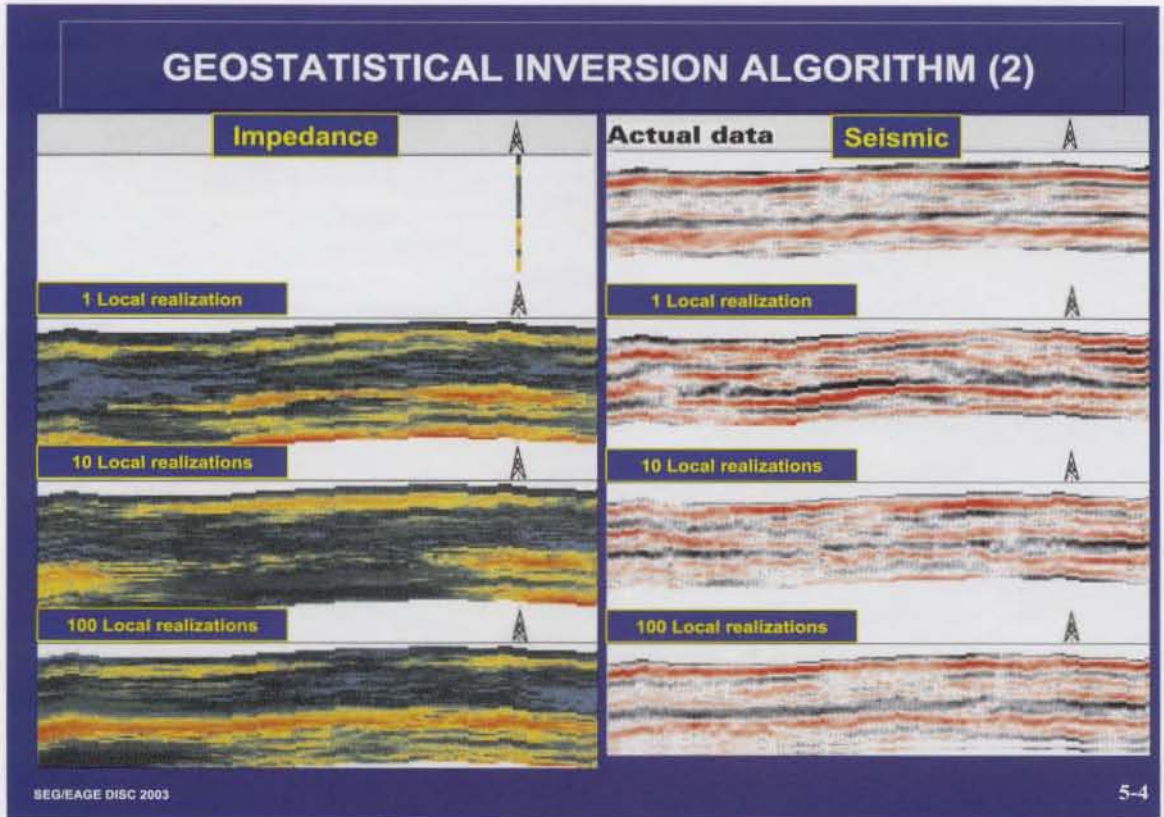 GEOSTATISTICAL INVERSION ALGORITHM (2)
Impedance
Actual data
Seismic
1 Local realization
1 Local realization
10 Local realizations
10 Local realizations
100 Local realizations
100 Local realizations
SEG/EAGE DISC 2003
5-4